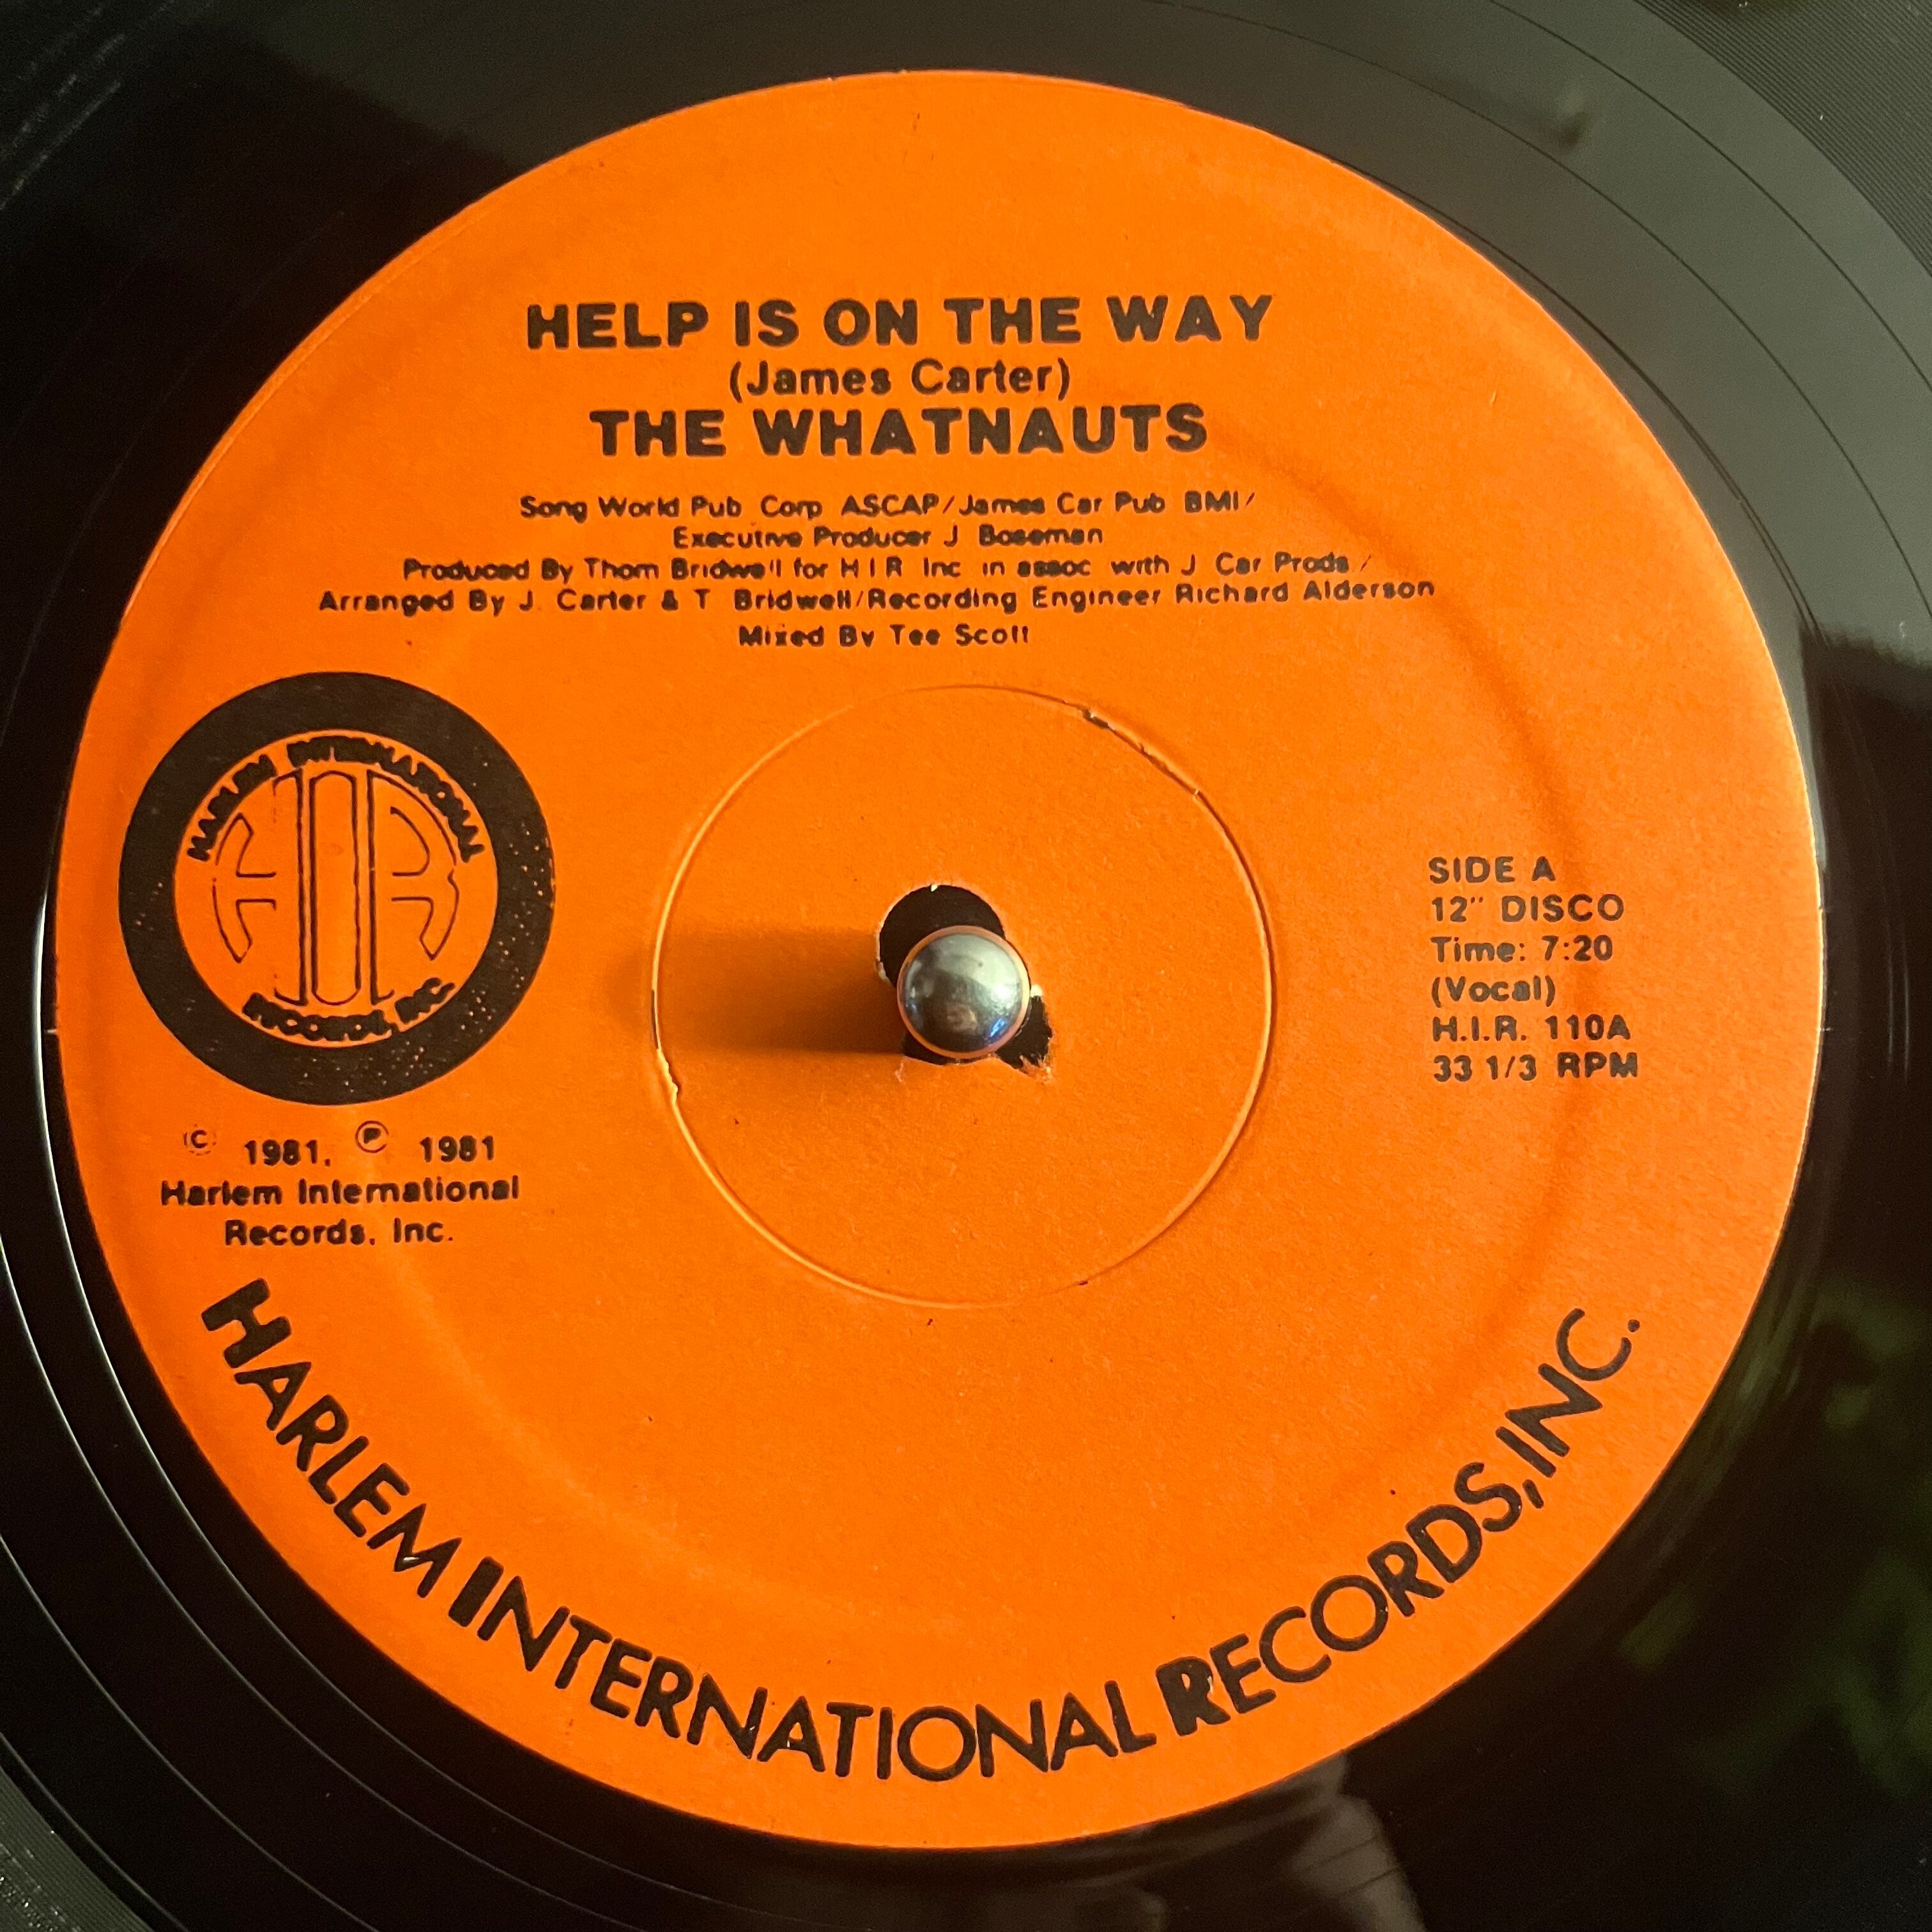 HELP IS ON THE WAY
(James Carter)
THE WHATNAUTS
Song World Pub Corp ASCAP/James Car Pub BMI/
Executive Producer J Boseman
Produced By Thom Bridwell for H I R Inc in assoc with J Car Prods /
Arranged By J. Carter & T Bridwell/Recording Engineer Richard Alderson
Mixed By Tee Scott
HARLEM INTERNATIONAL
HIR
RECORDS, INC.
© 1981, ℗ 1981
Harlem International
Records, Inc.
SIDE A
12" DISCO
Time: 7:20
(Vocal)
H.I.R. 110A
33 1/3 RPM
HARLEM INTERNATIONAL RECORDS, INC.